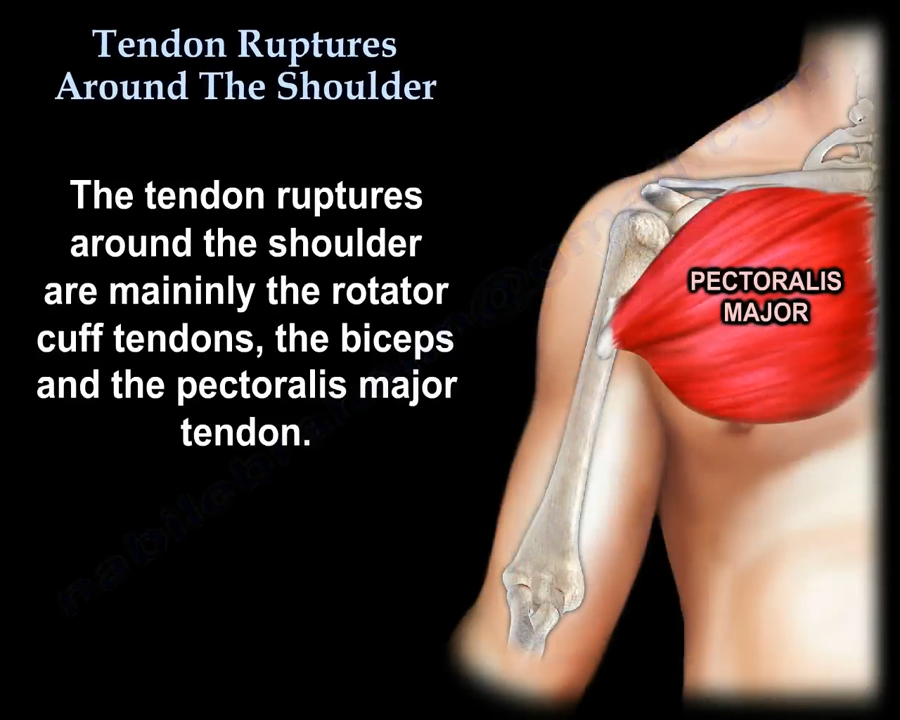 Tendon Ruptures
Around The Shoulder
The tendon ruptures
around the shoulder
are maininly the rotator
cuff tendons, the biceps
and the pectoralis major
tendon.
PECTORALIS
MAJOR